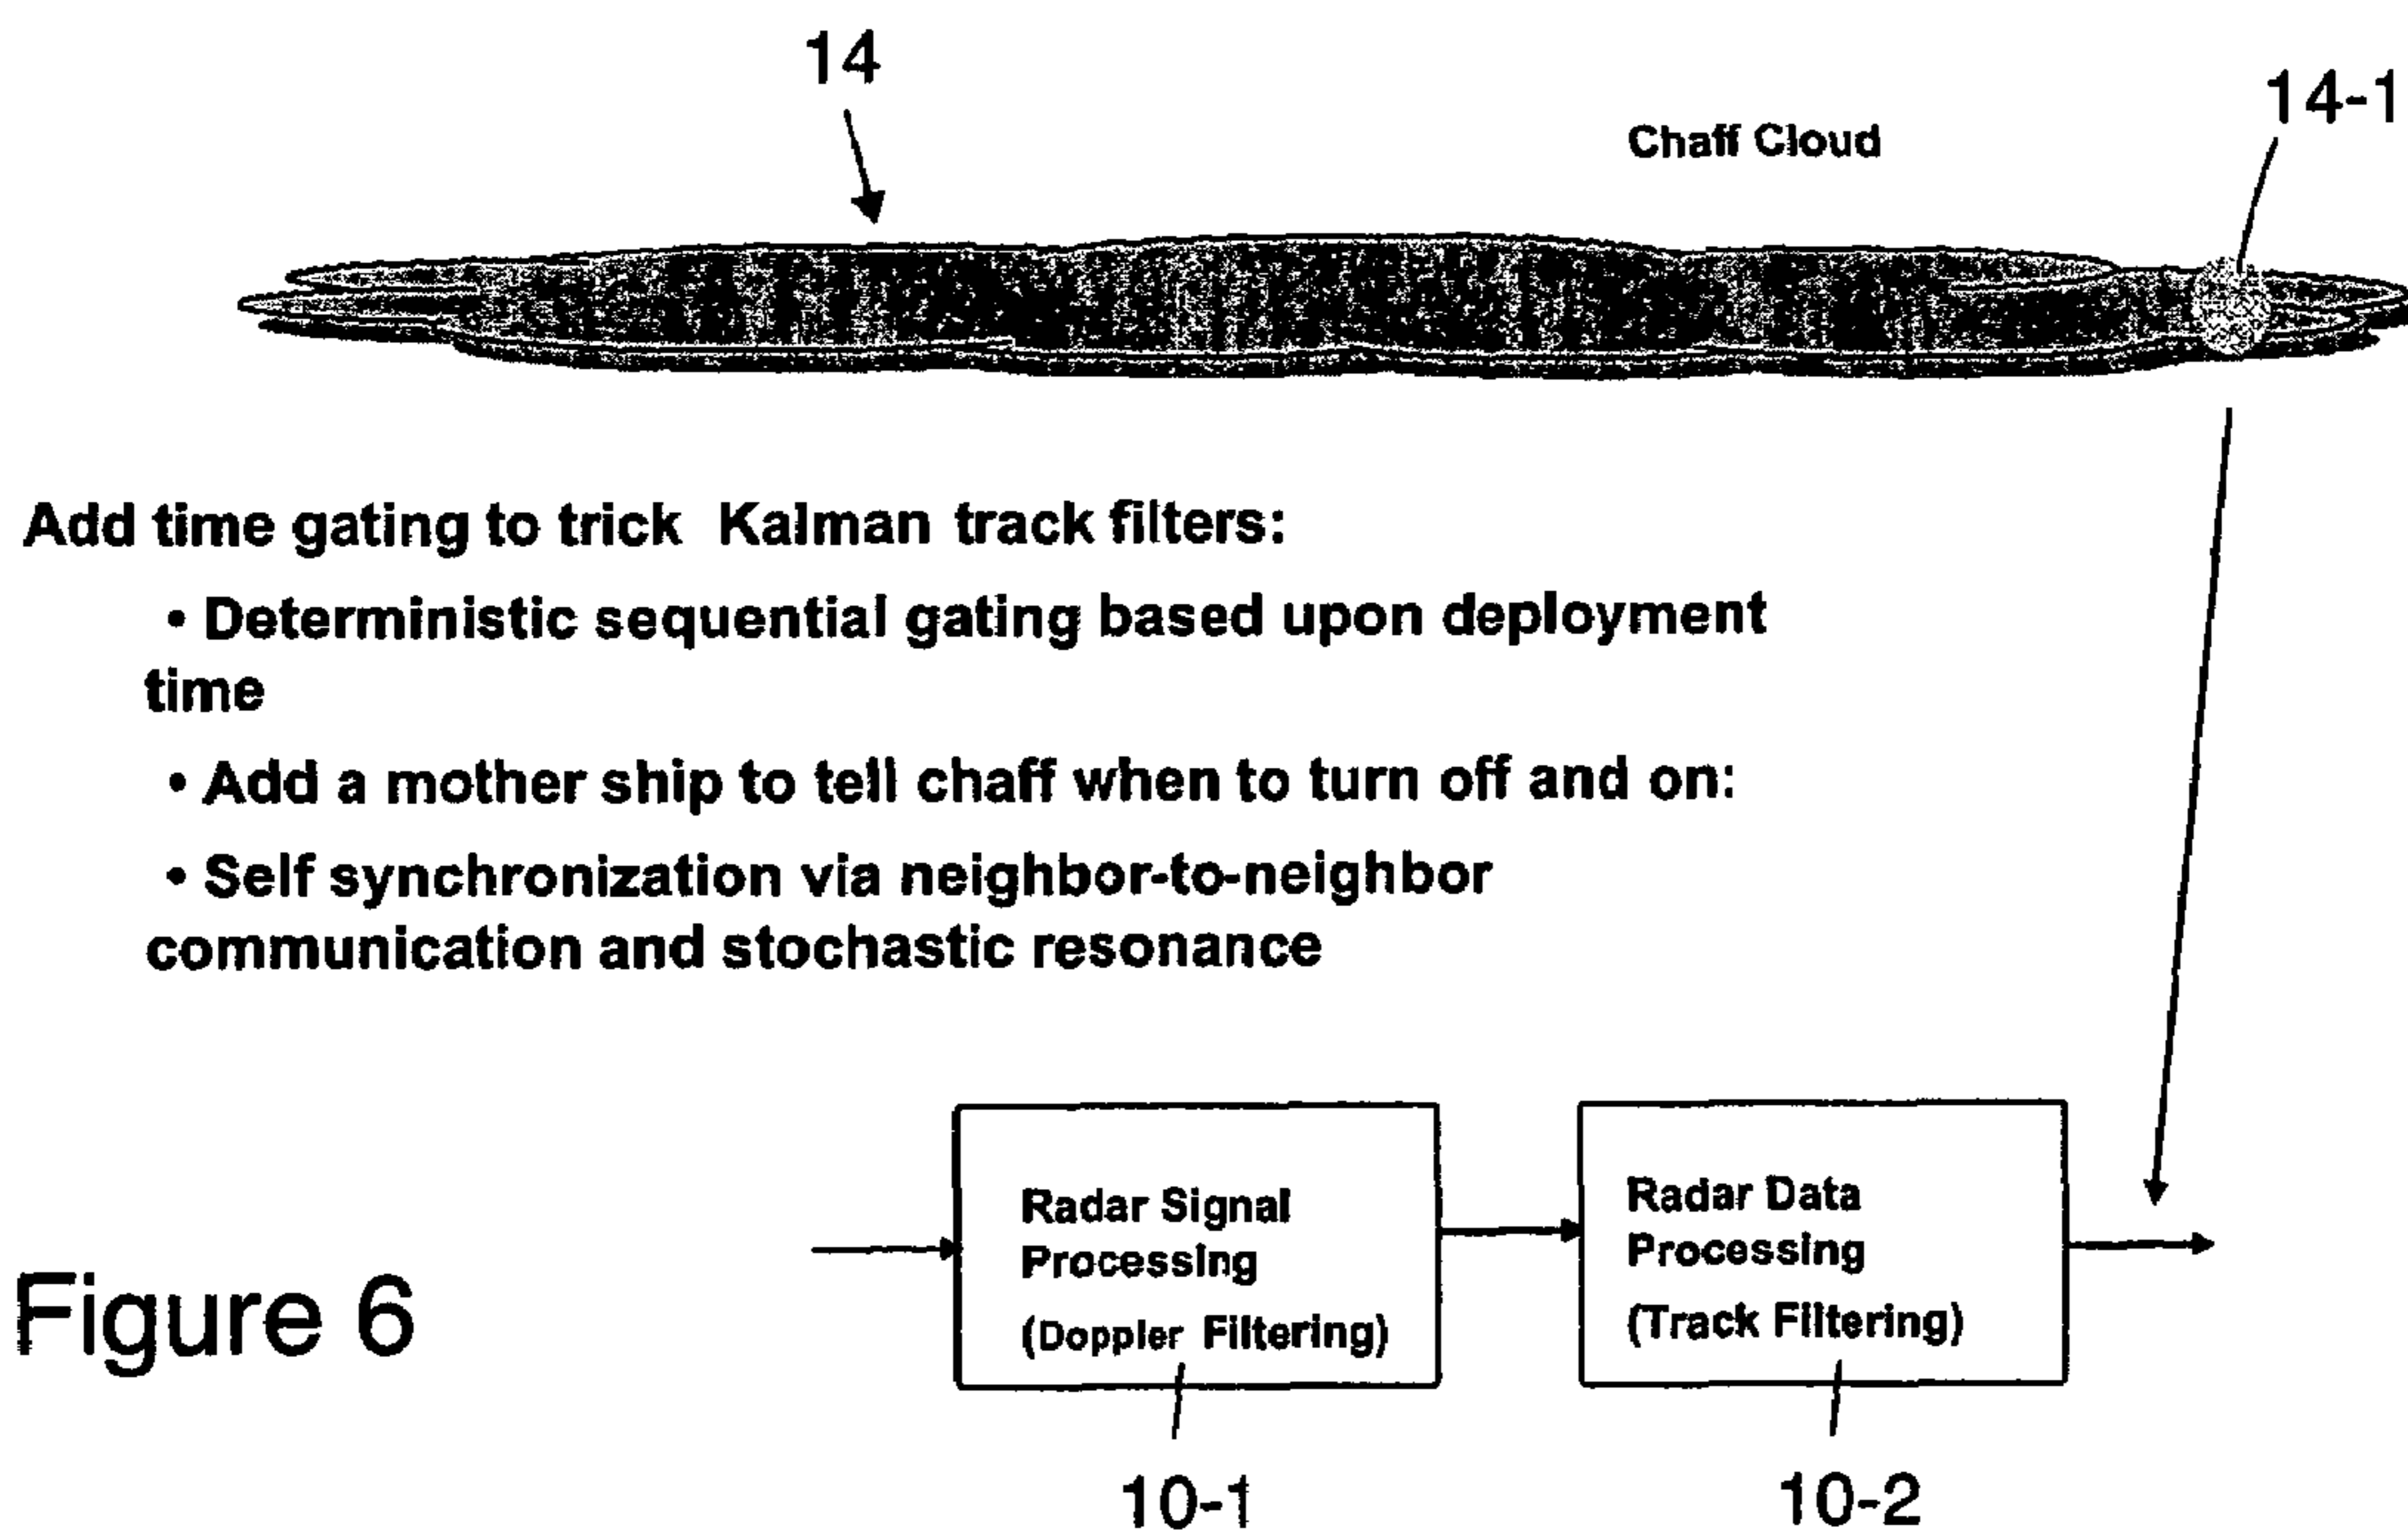 14
14-1
Chaff Cloud
Add time gating to trick Kalman track filters:
• Deterministic sequential gating based upon deployment
time
• Add a mother ship to tell chaff when to turn off and on:
• Self synchronization via neighbor-to-neighbor
communication and stochastic resonance
Radar Signal
Processing
(Doppler Filtering)
Radar Data
Processing
(Track Filtering)
Figure 6
10-1
10-2